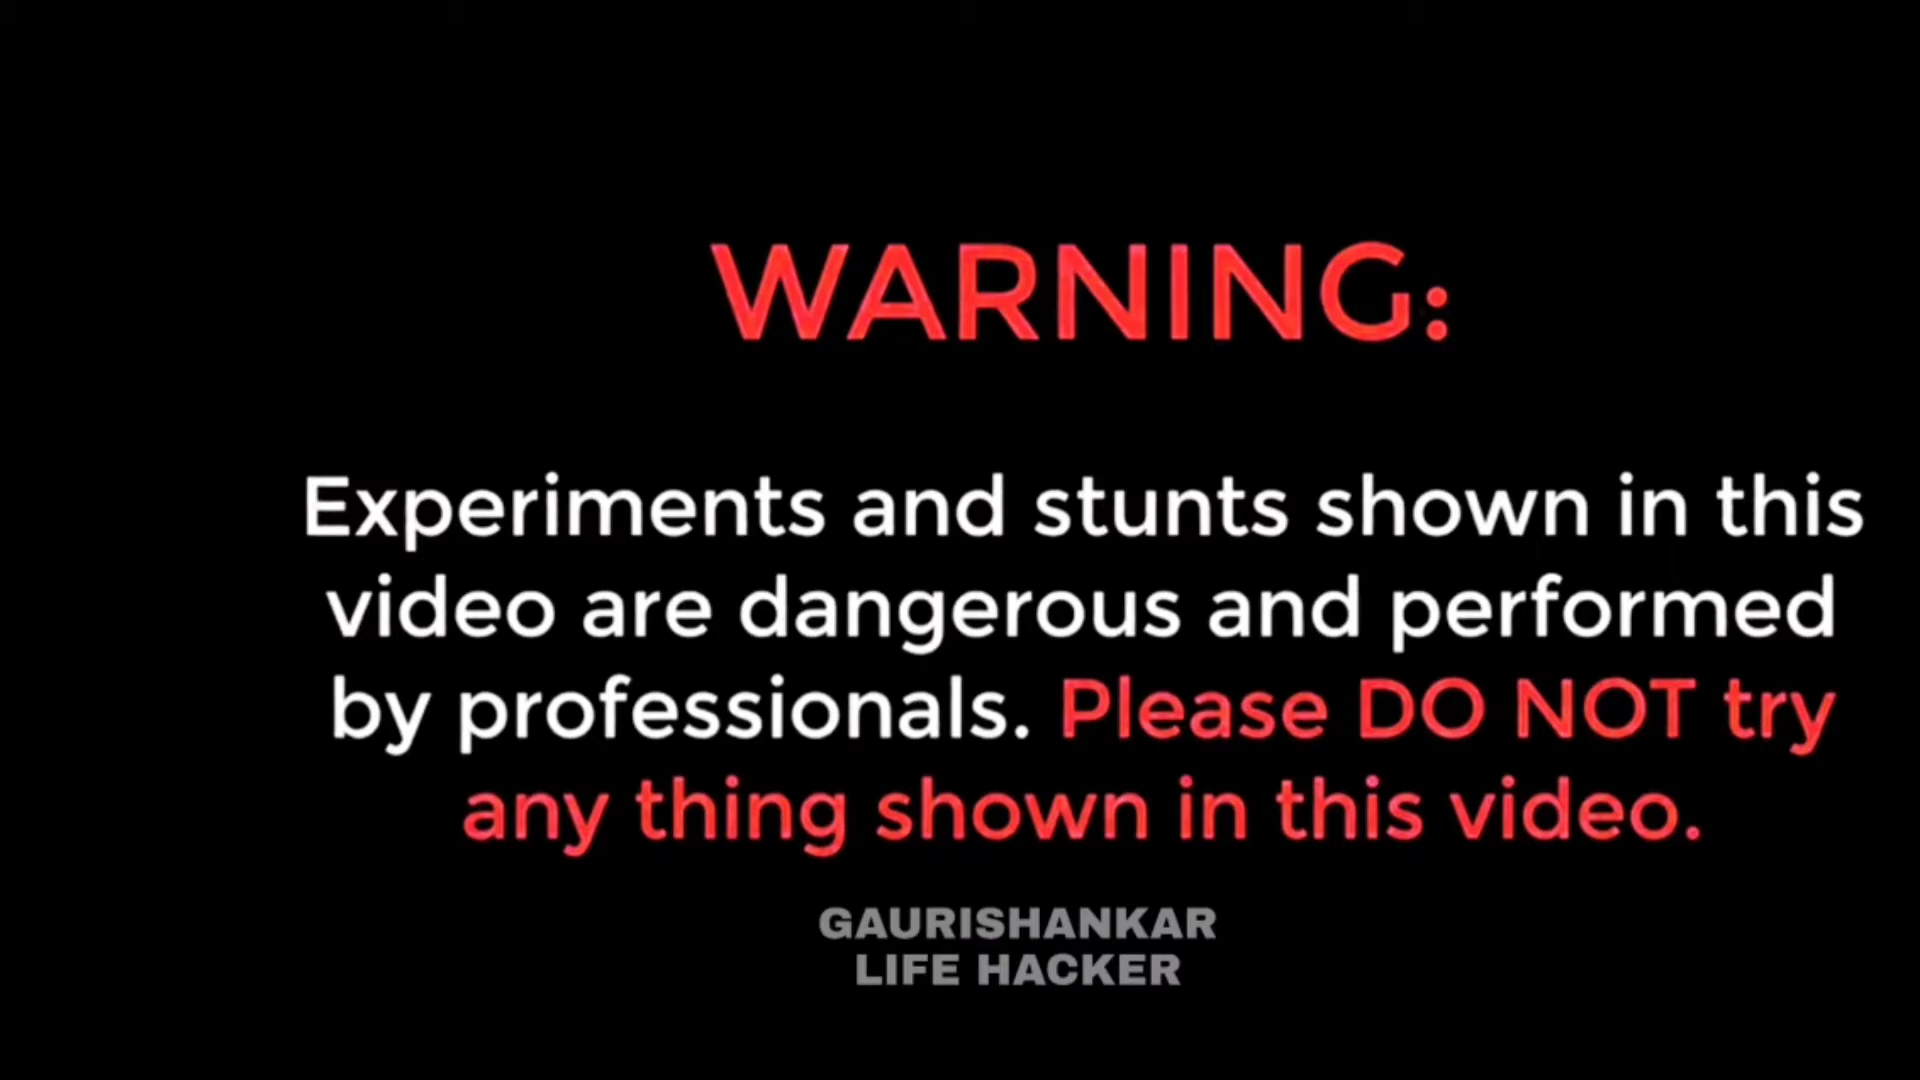 WARNING:
Experiments and stunts shown in this
video are dangerous and performed
by professionals. Please DO NOT try
any thing shown in this video.
GAURISHANKAR
LIFE HACKER